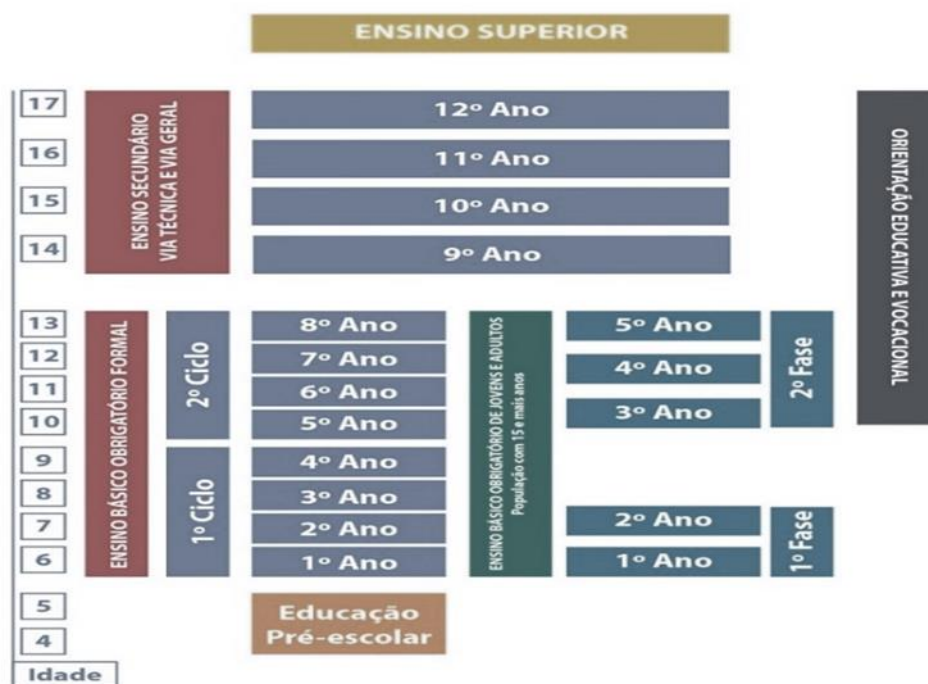 ENSINO SUPERIOR
17
ENSINO SECUNDÁRIO
VIA TÉCNICA E VIA GERAL
12º Ano
ORIENTAÇÃO EDUCATIVA E VOCACIONAL
16
11º Ano
15
10º Ano
14
9º Ano
13
ENSINO BÁSICO OBRIGATÓRIO FORMAL
2º Ciclo
8º Ano
ENSINO BÁSICO OBRIGATÓRIO DE JOVENS E ADULTOS
População com 15 e mais anos
5º Ano
2º Fase
12
7º Ano
4º Ano
11
6º Ano
10
5º Ano
3º Ano
9
1º Ciclo
4º Ano
8
3º Ano
7
2º Ano
2º Ano
1º Fase
6
1º Ano
1º Ano
5
Educação
Pré-escolar
4
Idade